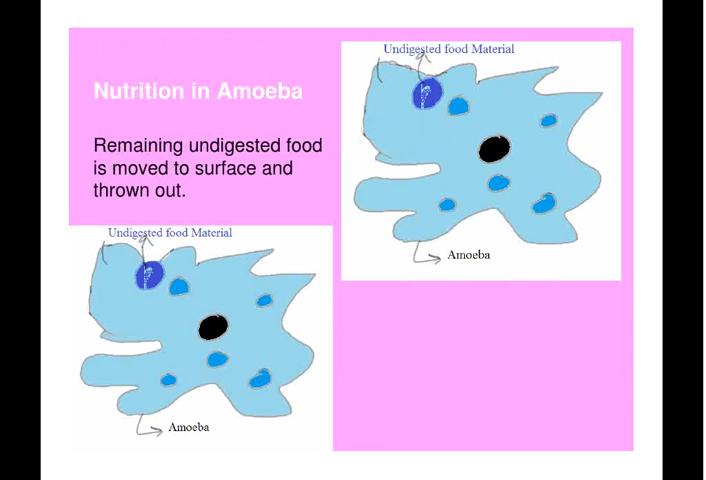 Nutrition in Amoeba
Remaining undigested food
is moved to surface and
thrown out.
Undigested food Material
Amoeba
Undigested food Material
Amoeba